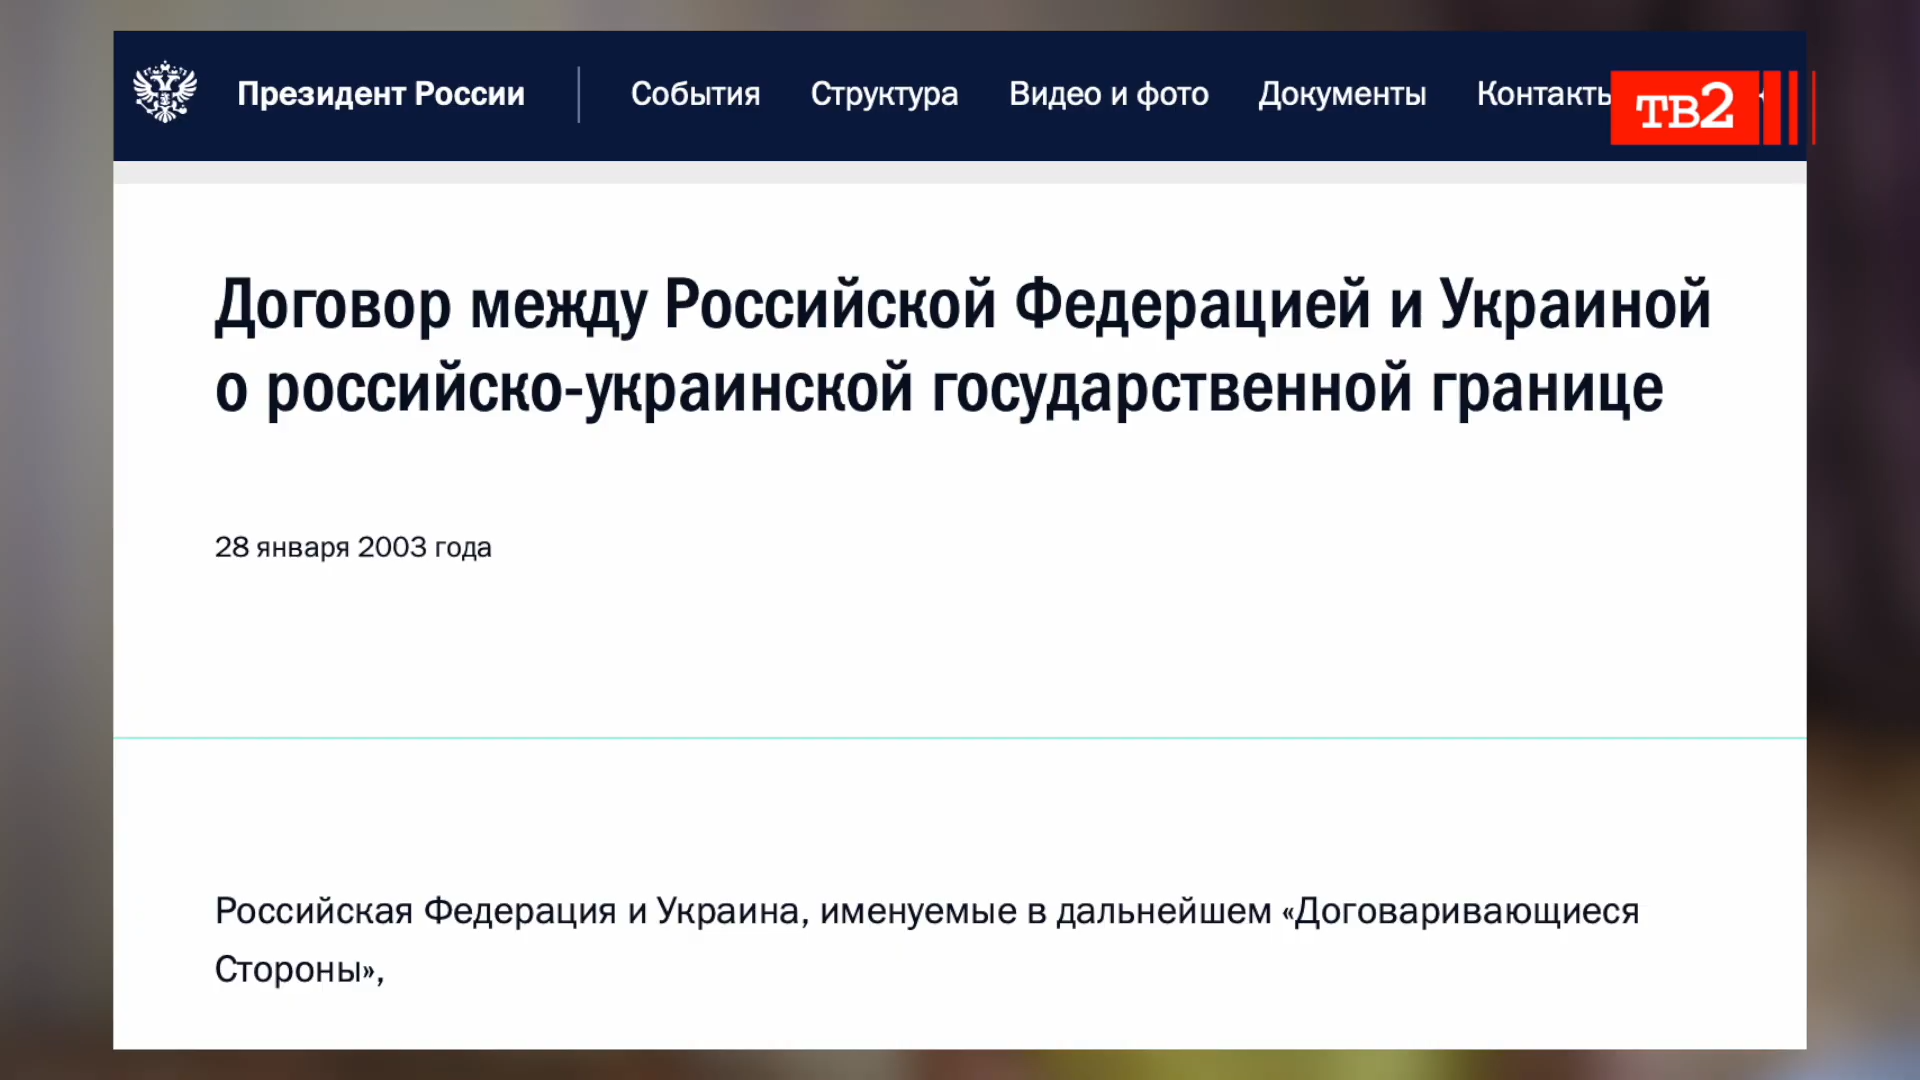 Президент России
События
Структура
Видео и фото
Документы
Контакты
ТВ2
Договор между Российской Федерацией и Украиной
о российско-украинской государственной границе
28 января 2003 года
Российская Федерация и Украина, именуемые в дальнейшем «Договаривающиеся
Стороны»,